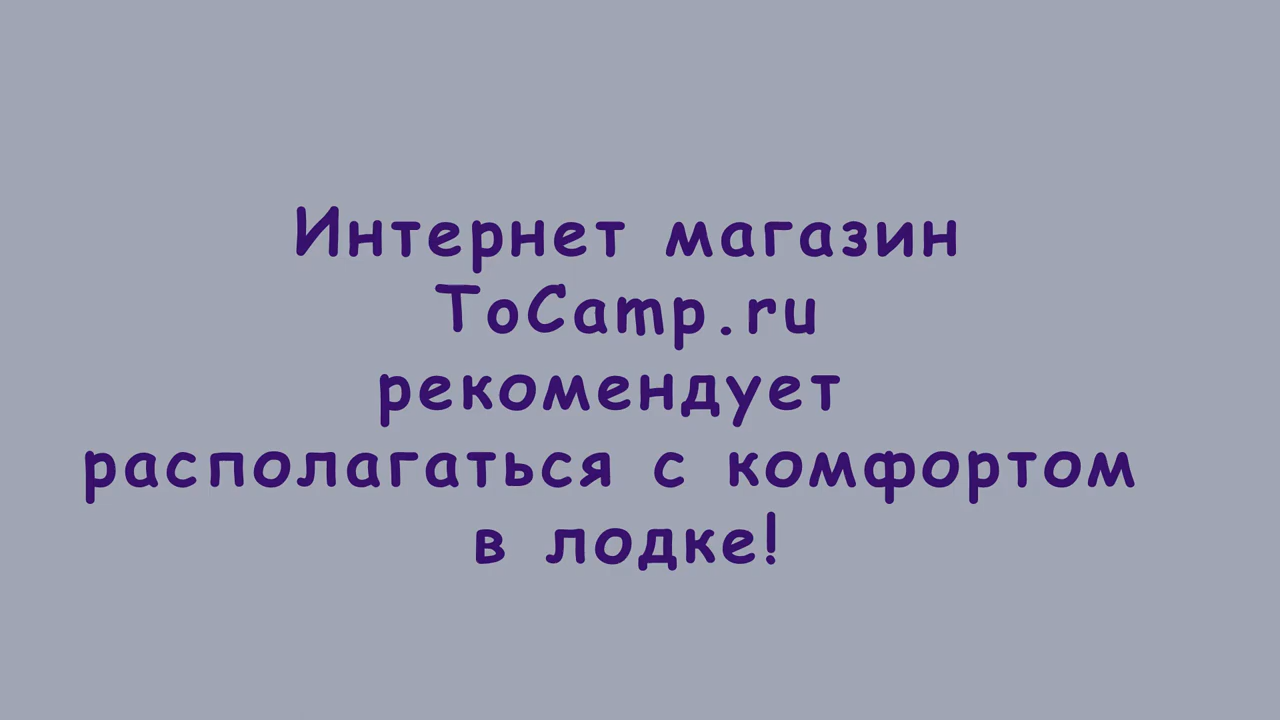 Интернет магазин
ToCamp.ru
рекомендует
располагаться с комфортом
в лодке!